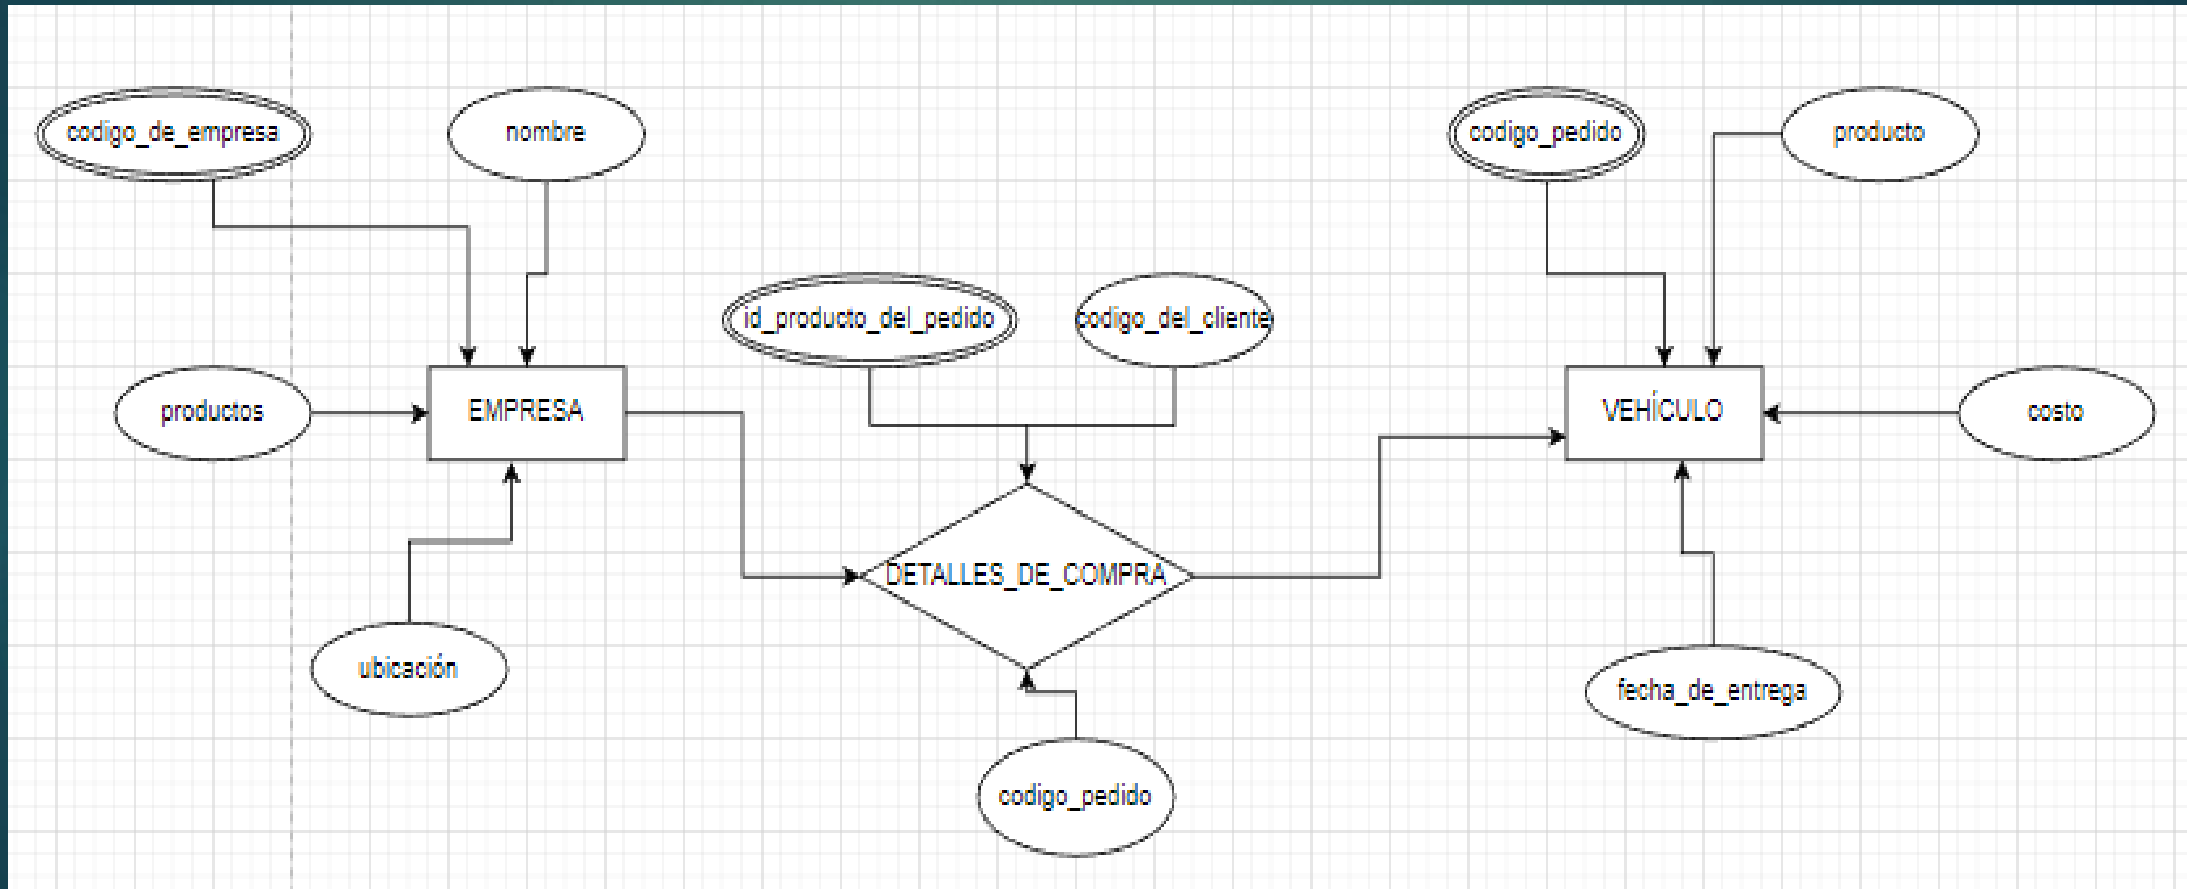 codigo_de_empresa
nombre
codigo_pedido
producto
id_producto_del_pedido
codigo_del_cliente
productos
EMPRESA
VEHÍCULO
costo
DETALLES_DE_COMPRA
ubicación
fecha_de_entrega
codigo_pedido